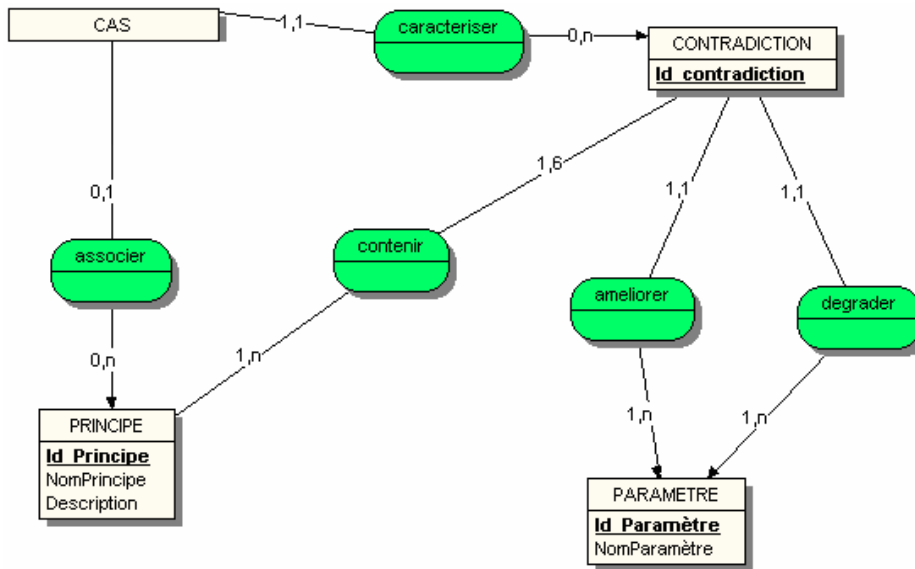 CAS
1,1
caracteriser
0,n
CONTRADICTION
Id_contradiction
1,6
0,1
1,1
1,1
associer
contenir
ameliorer
degrader
0,n
1,n
1,n
1,n
PRINCIPE
Id_Principe
NomPrincipe
Description
PARAMETRE
Id_Paramètre
NomParamètre